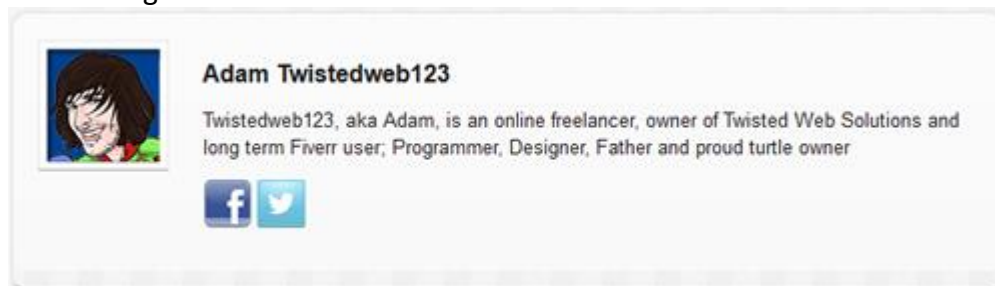 Adam Twistedweb123
Twistedweb123, aka Adam, is an online freelancer, owner of Twisted Web Solutions and
long term Fiverr user; Programmer, Designer, Father and proud turtle owner